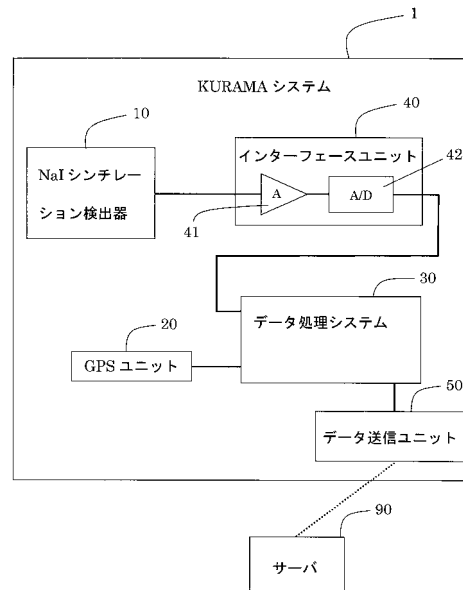 1
KURAMA システム
10
NaI シンチレー
ション検出器
40
インターフェースユニット
42
A
A/D
41
30
データ処理システム
20
GPS ユニット
50
データ送信ユニット
90
サーバ